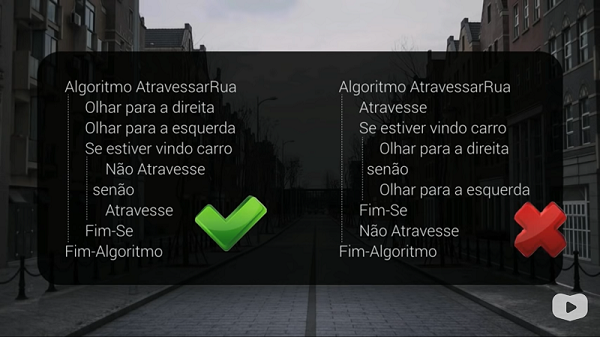 Algoritmo AtravessarRua
Olhar para a direita
Olhar para a esquerda
Se estiver vindo carro
Não Atravesse
senão
Atravesse
Fim-Se
Fim-Algoritmo
Algoritmo AtravessarRua
Atravesse
Se estiver vindo carro
Olhar para a direita
senão
Olhar para a esquerda
Fim-Se
Não Atravesse
Fim-Algoritmo